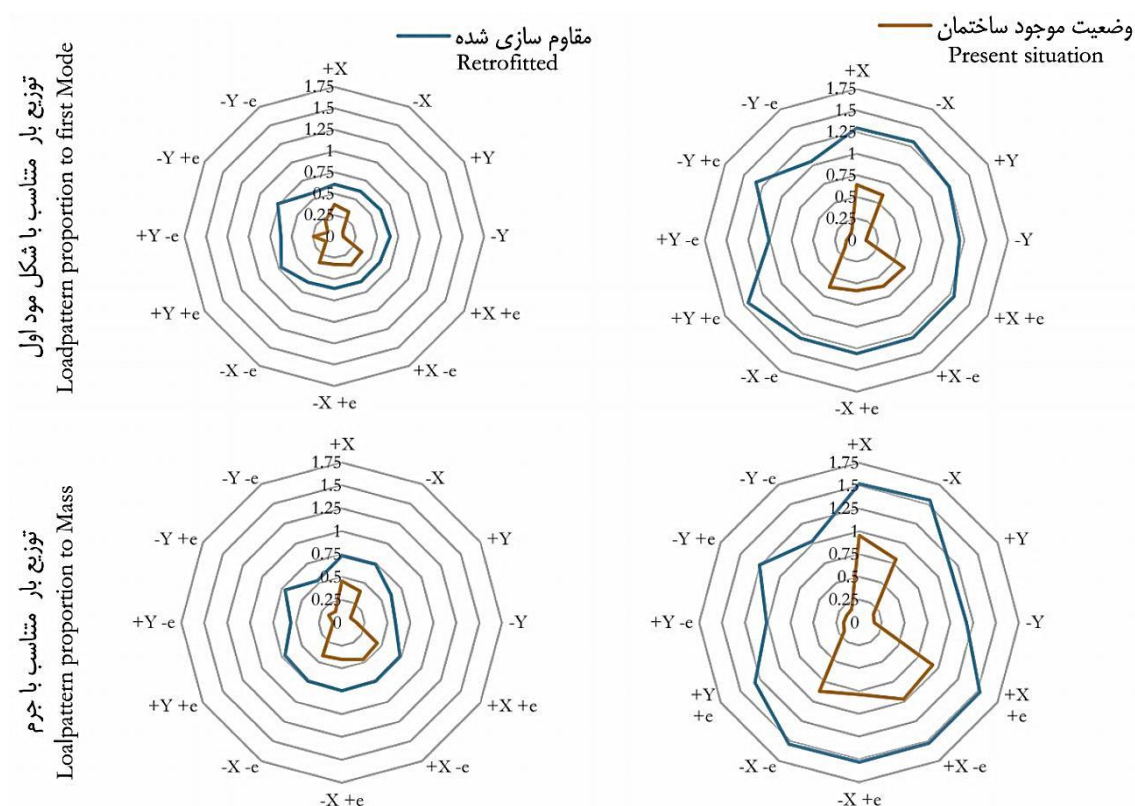 مقاوم سازی شده
Retrofitted
وضعیت موجود ساختمان
Present situation
توزیع بار متناسب با شکل مود اول
Loadpattern proportion to first Mode
+X
-X
+Y
-Y
+X +e
+X -e
-X +e
-X -e
+Y +e
+Y -e
-Y +e
-Y -e
1.75
1.5
1.25
1
0.75
0.5
0.25
0
+X
-X
+Y
-Y
+X +e
+X -e
-X +e
-X -e
+Y +e
+Y -e
-Y +e
-Y -e
1.75
1.5
1.25
1
0.75
0.5
0.25
0
توزیع بار متناسب با جرم
Loalpattern proportion to Mass
+X
-X
+Y
-Y
+X +e
+X -e
-X +e
-X -e
+Y +e
+Y -e
-Y +e
-Y -e
1.75
1.5
1.25
1
0.75
0.5
0.25
0
+X
-X
+Y
-Y
+X
+e
+X -e
-X +e
-X -e
+Y
+e
+Y -e
-Y +e
-Y -e
1.75
1.5
1.25
1
0.75
0.5
0.25
0